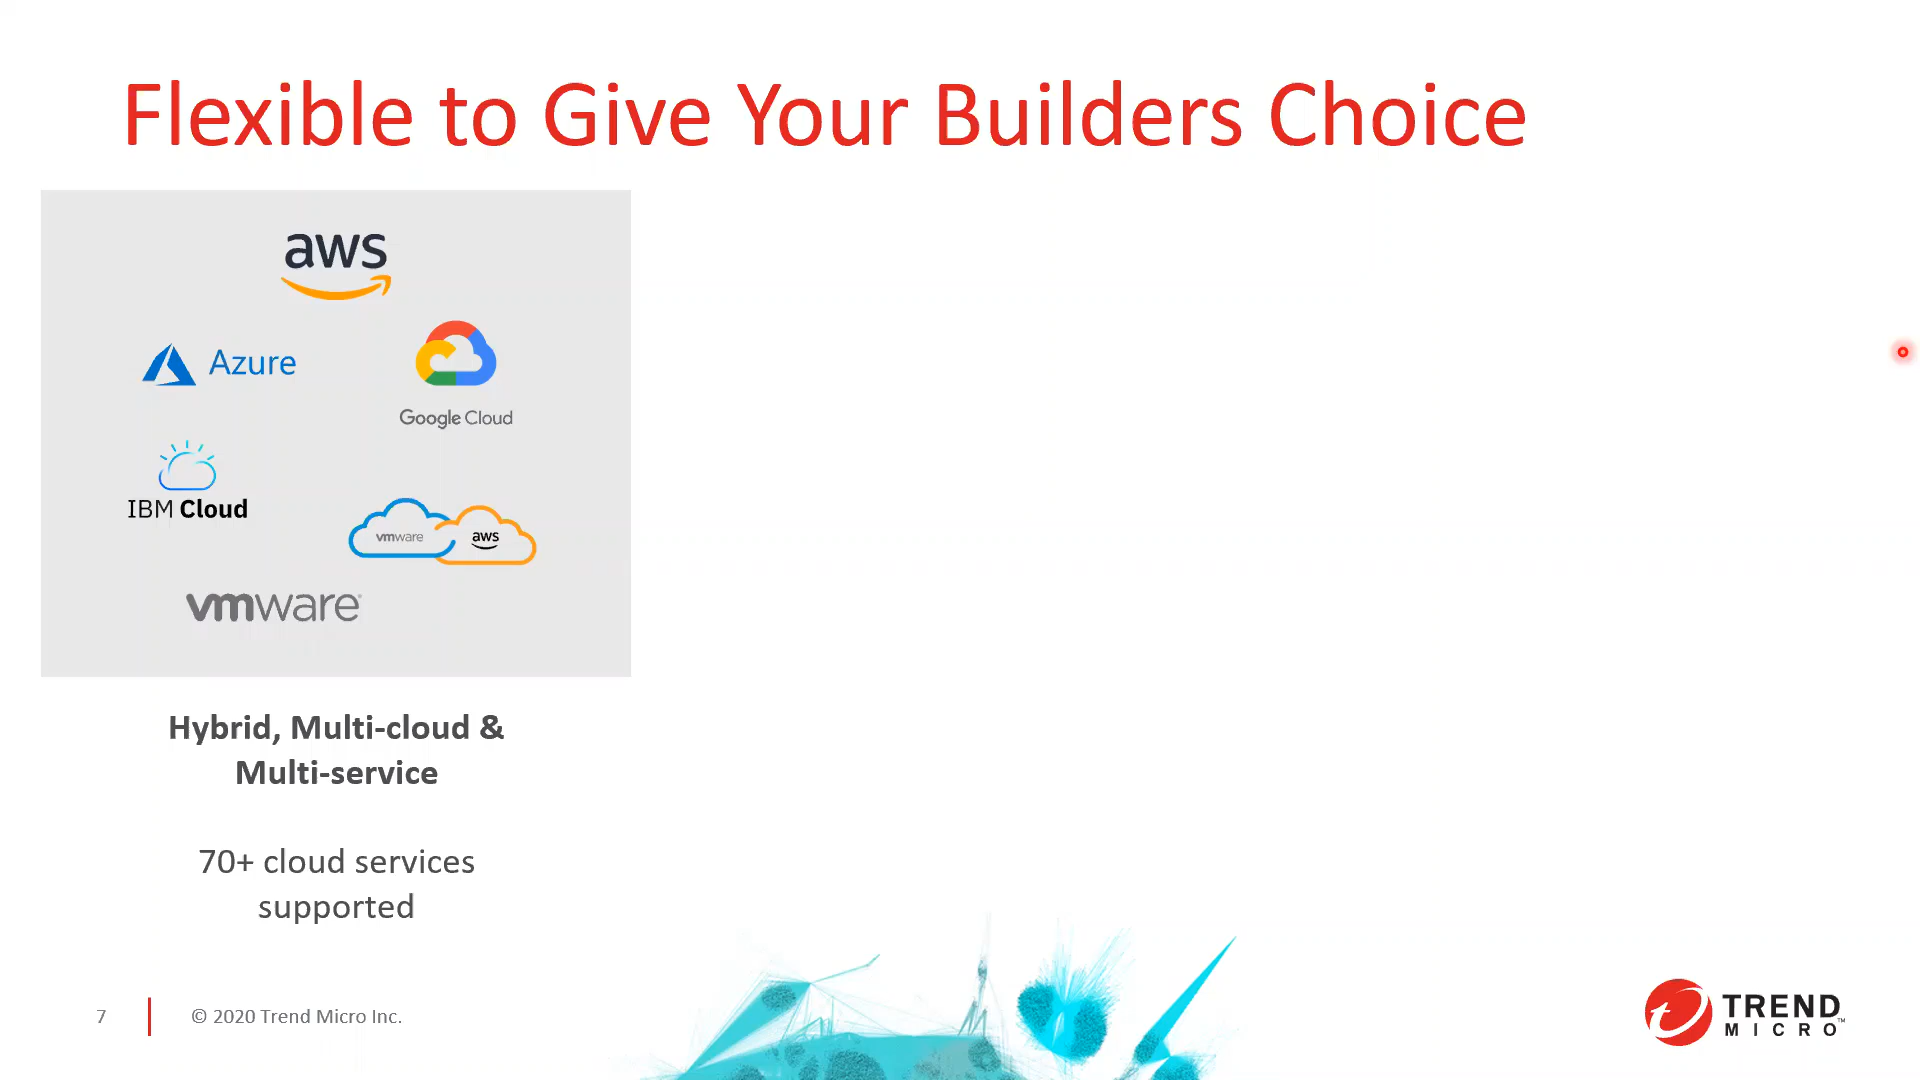 Flexible to Give Your Builders Choice
aws
Azure
Google Cloud
IBM Cloud
vmware aws
vmware®
Hybrid, Multi-cloud &
Multi-service
70+ cloud services
supported
7
© 2020 Trend Micro Inc.
TREND
MICRO™